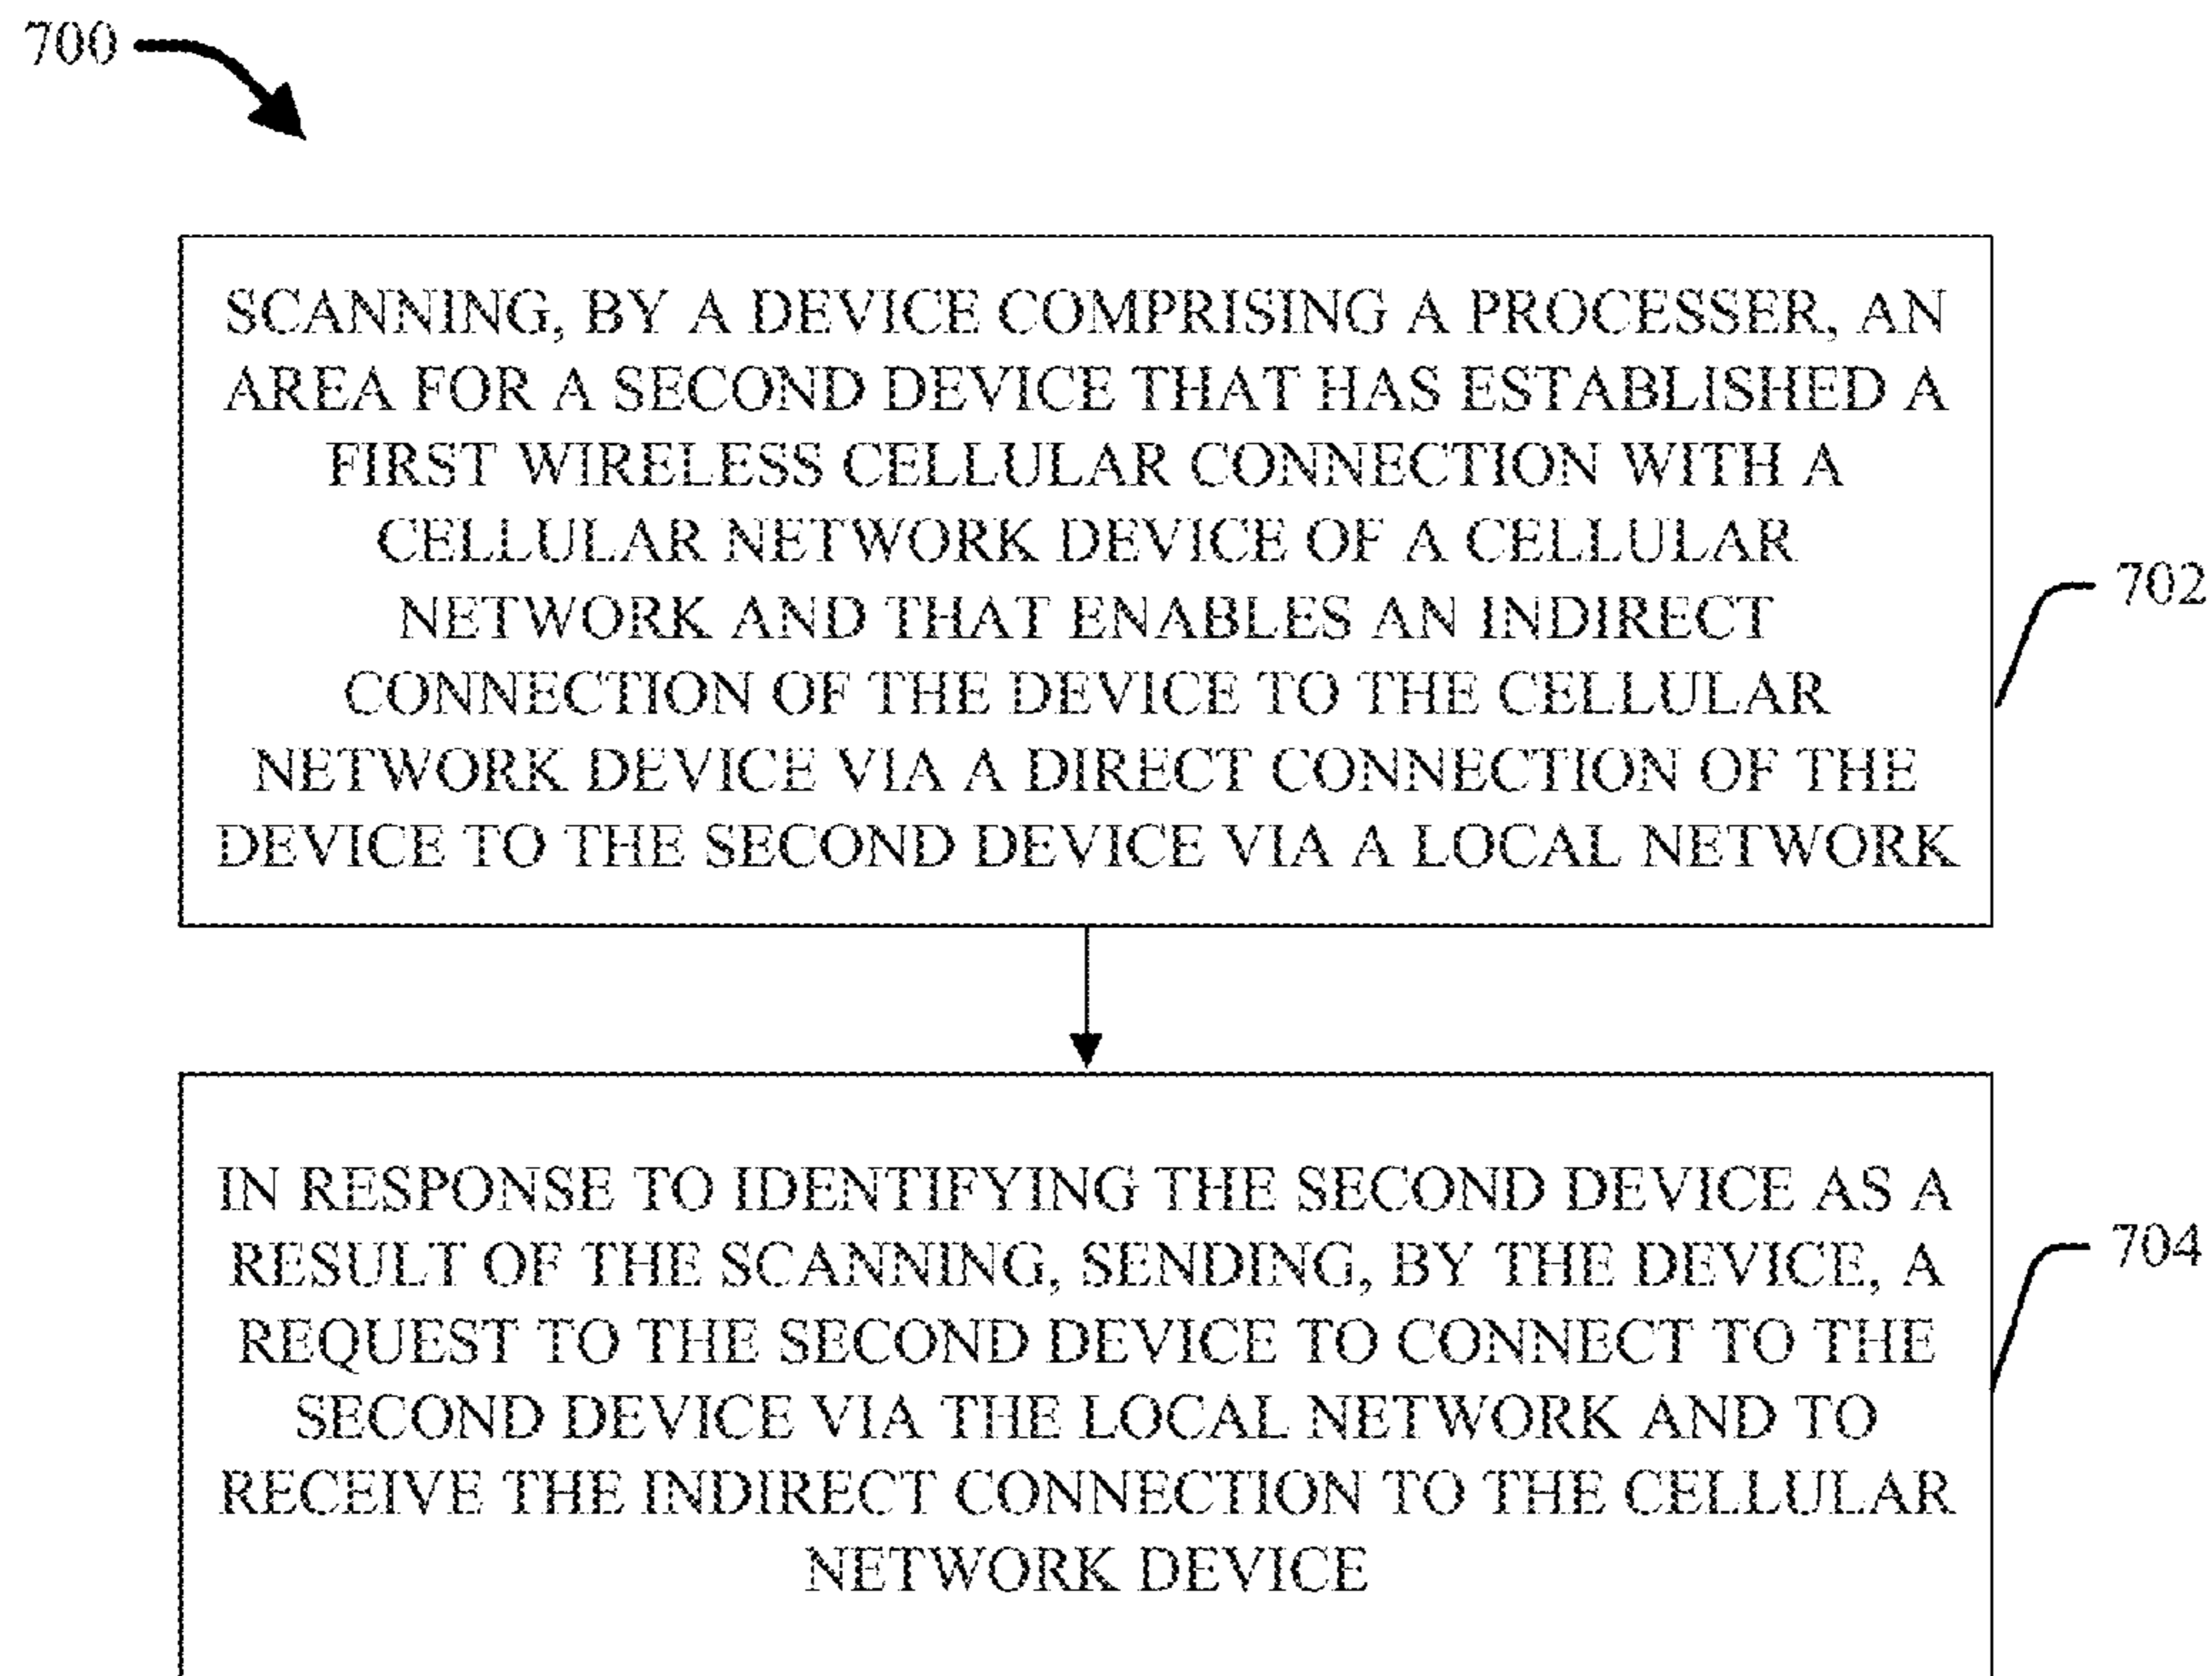 700
SCANNING, BY A DEVICE COMPRISING A PROCESSER, AN
AREA FOR A SECOND DEVICE THAT HAS ESTABLISHED A
FIRST WIRELESS CELLULAR CONNECTION WITH A
CELLULAR NETWORK DEVICE OF A CELLULAR
NETWORK AND THAT ENABLES AN INDIRECT
CONNECTION OF THE DEVICE TO THE CELLULAR
NETWORK DEVICE VIA A DIRECT CONNECTION OF THE
DEVICE TO THE SECOND DEVICE VIA A LOCAL NETWORK
702
IN RESPONSE TO IDENTIFYING THE SECOND DEVICE AS A
RESULT OF THE SCANNING, SENDING, BY THE DEVICE, A
REQUEST TO THE SECOND DEVICE TO CONNECT TO THE
SECOND DEVICE VIA THE LOCAL NETWORK AND TO
RECEIVE THE INDIRECT CONNECTION TO THE CELLULAR
NETWORK DEVICE
704